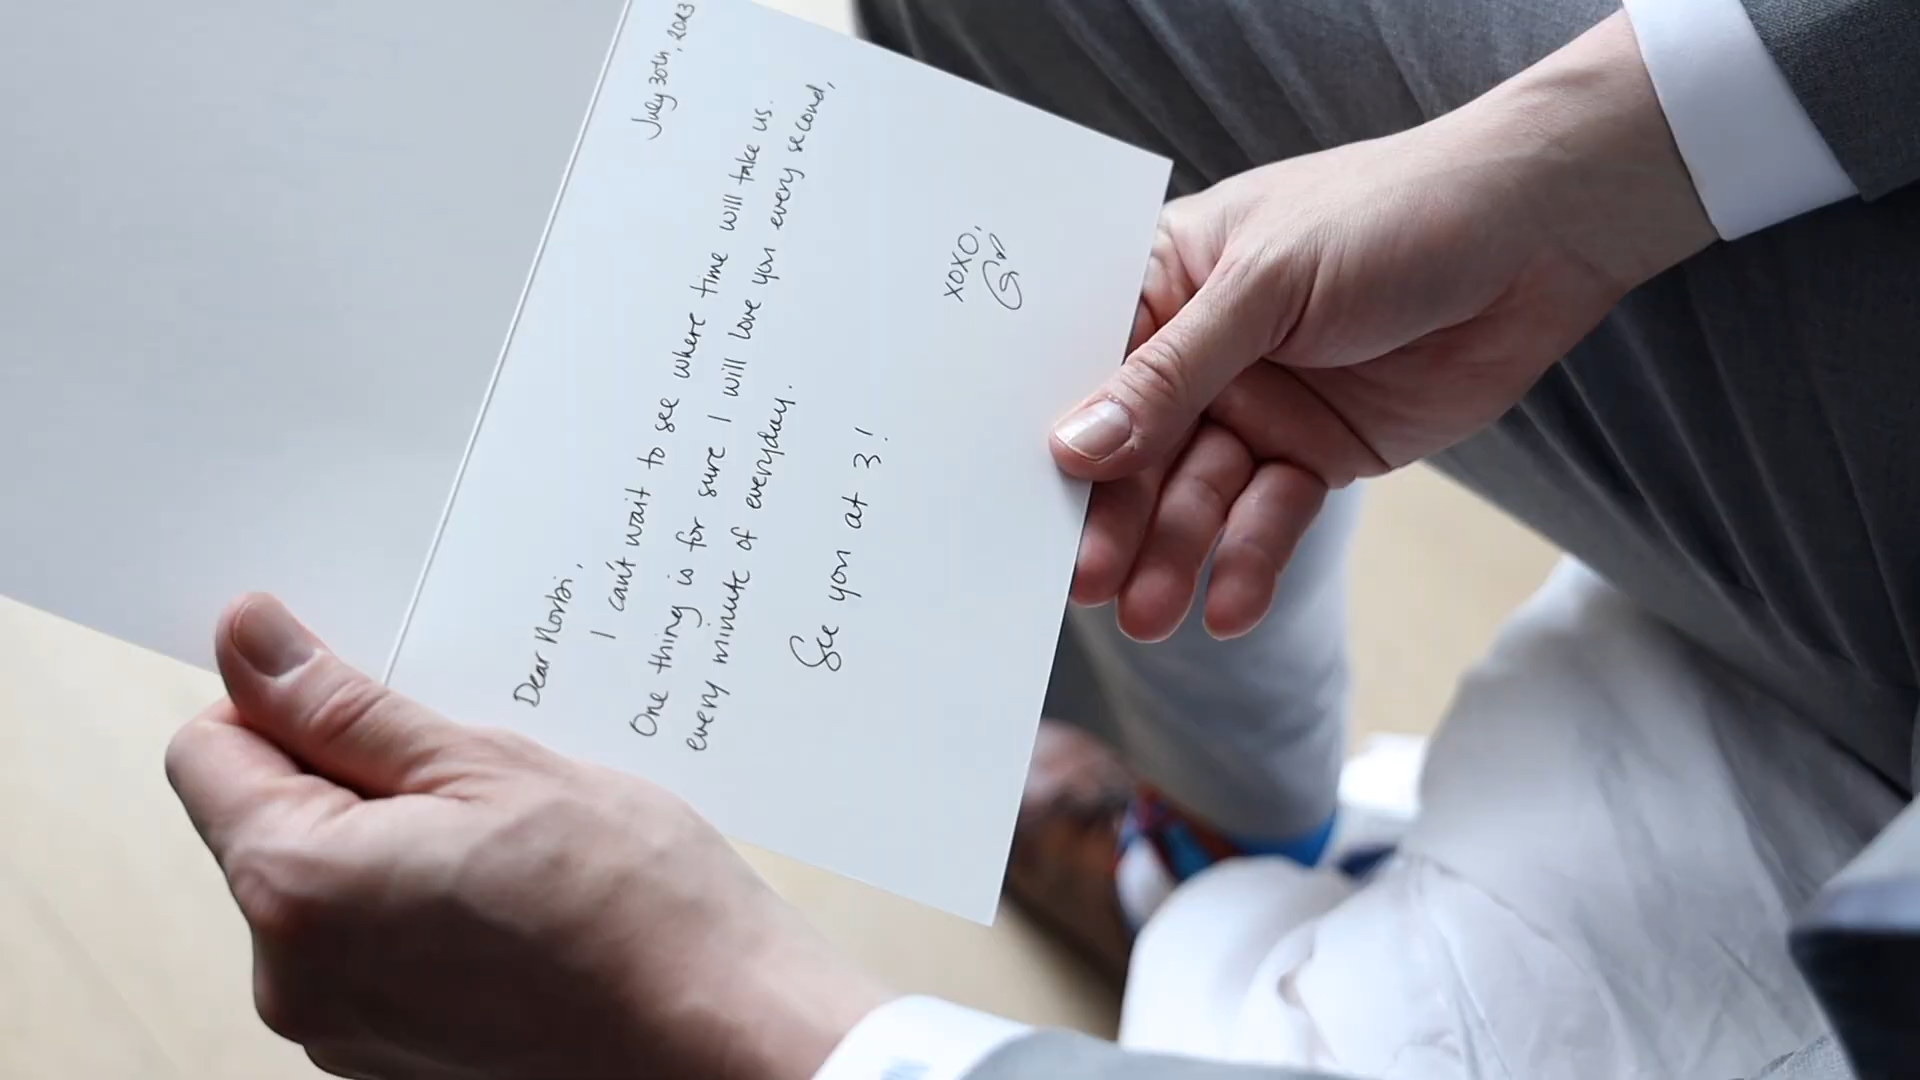 July 30th, 2023
Dear Norbi,
I can't wait to see where time will take us.
One thing is for sure I will love you every second,
every minute of everyday.
See you at 3!
XOXO,